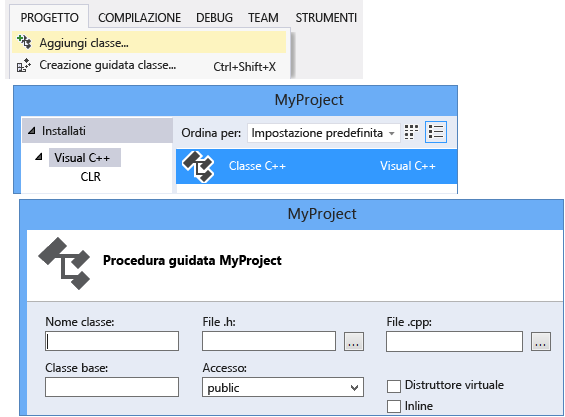 PROGETTO COMPILAZIONE DEBUG TEAM STRUMENTI
Aggiungi classe...
Creazione guidata classe... Ctrl+Shift+X
MyProject
Installati
Ordina per: Impostazione predefinita
Visual C++
Classe C++ Visual C++
CLR
MyProject
Procedura guidata MyProject
Nome classe: File .h: File .cpp:
... ...
Classe base: Accesso:
public
Distruttore virtuale
Inline